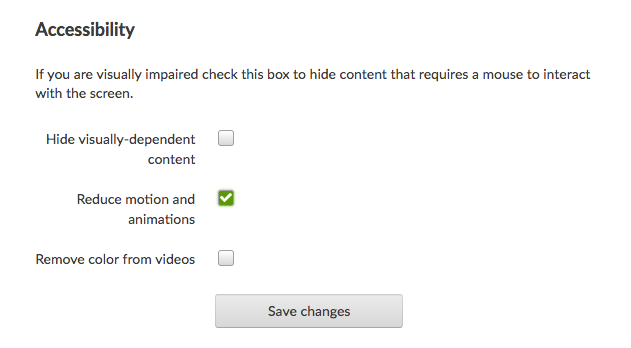 Accessibility
If you are visually impaired check this box to hide content that requires a mouse to interact
with the screen.
Hide visually-dependent
content
Reduce motion and
animations
Remove color from videos
Save changes